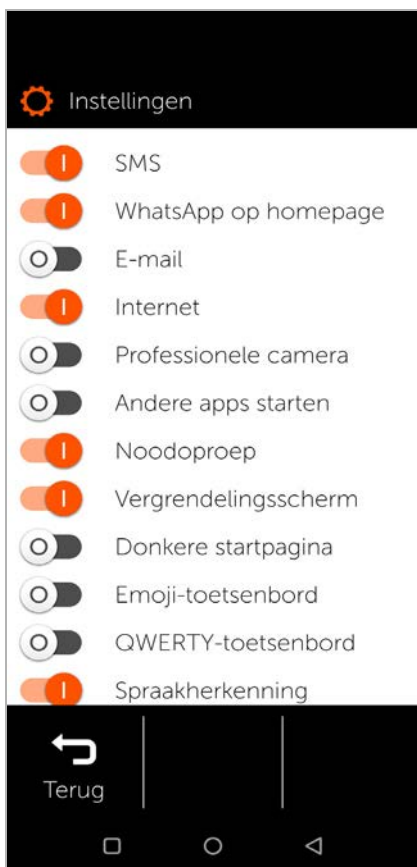 Instellingen
SMS
WhatsApp op homepage
E-mail
Internet
Professionele camera
Andere apps starten
Noodoproep
Vergrendelingsscherm
Donkere startpagina
Emoji-toetsenbord
QWERTY-toetsenbord
Spraakherkenning
Terug